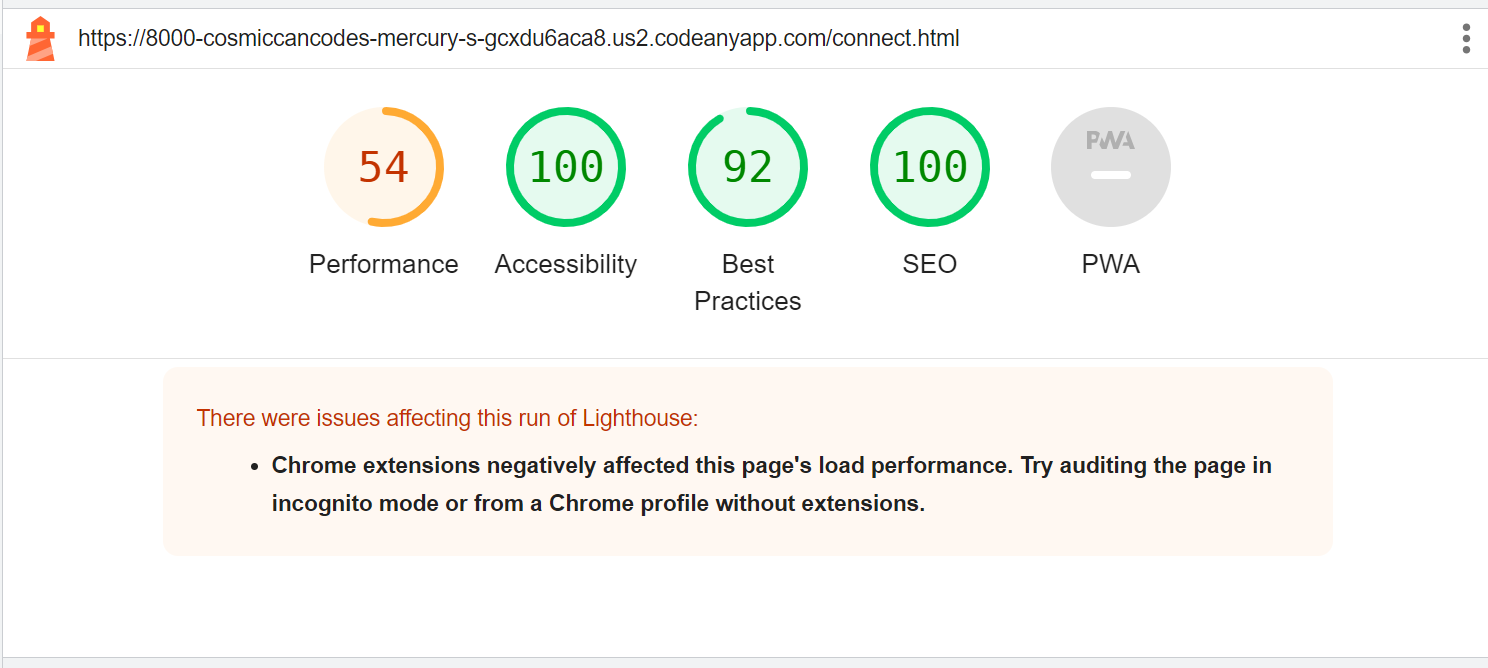 https://8000-cosmiccancodes-mercury-s-gcxdu6aca8.us2.codeanyapp.com/connect.html
54
100
92
100
PWA
Performance
Accessibility
Best
Practices
SEO
PWA
There were issues affecting this run of Lighthouse:
Chrome extensions negatively affected this page's load performance. Try auditing the page in
incognito mode or from a Chrome profile without extensions.